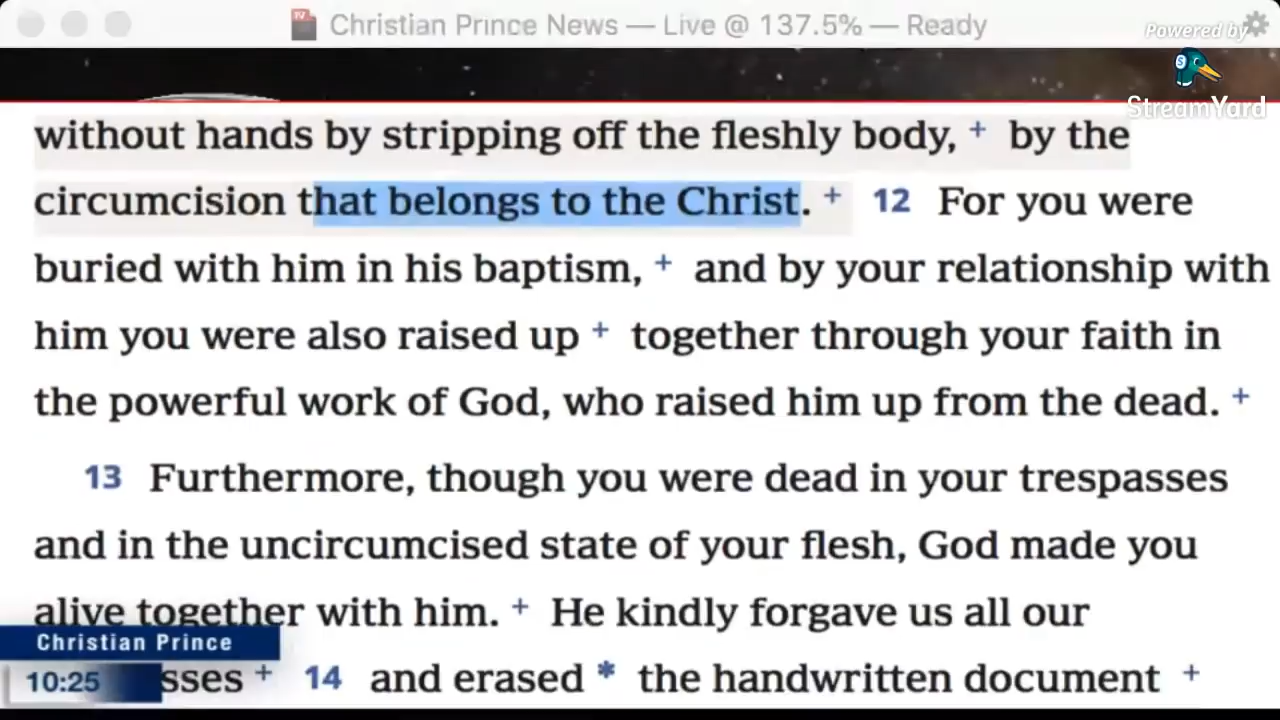 Christian Prince News — Live @ 137.5% — Ready
Powered by
StreamYard
without hands by stripping off the fleshly body, + by the
circumcision that belongs to the Christ. + 12 For you were
buried with him in his baptism, + and by your relationship with
him you were also raised up + together through your faith in
the powerful work of God, who raised him up from the dead. +
13 Furthermore, though you were dead in your trespasses
and in the uncircumcised state of your flesh, God made you
alive together with him. + He kindly forgave us all our
Christian Prince
10:25
sses + 14 and erased * the handwritten document +